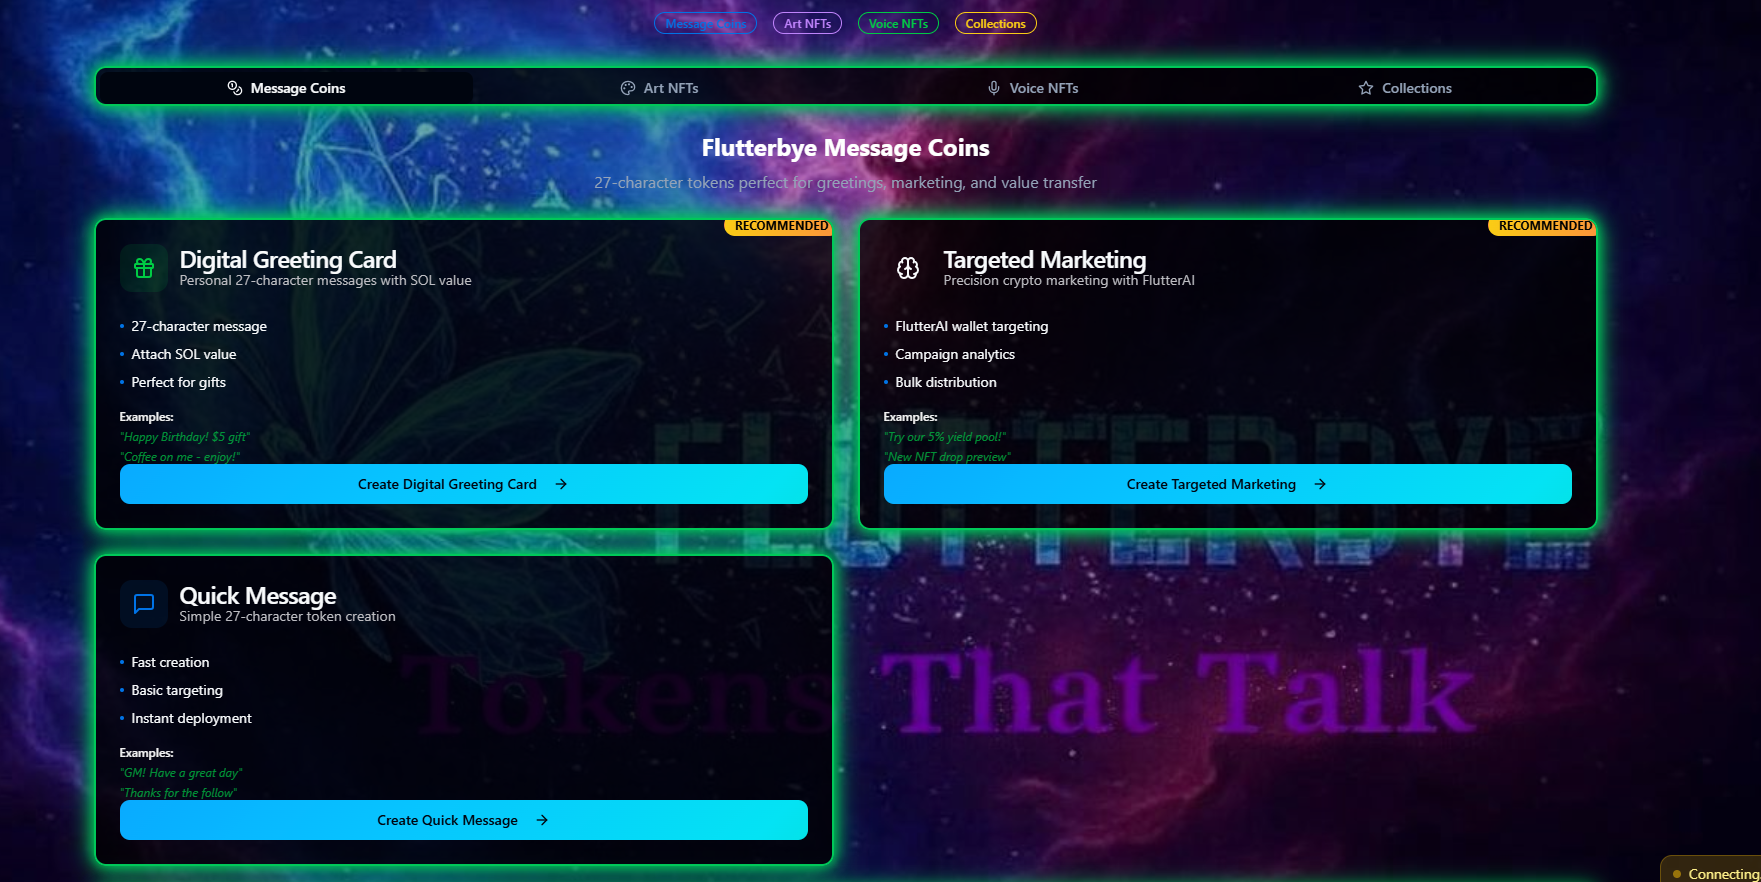 Message Coins
Art NFTs
Voice NFTs
Collections
Message Coins
Art NFTs
Voice NFTs
Collections
Flutterbye Message Coins
27-character tokens perfect for greetings, marketing, and value transfer
RECOMMENDED
Digital Greeting Card
Personal 27-character messages with SOL value
27-character message
Attach SOL value
Perfect for gifts
Examples:
"Happy Birthday! $5 gift"
"Coffee on me - enjoy!"
Create Digital Greeting Card
RECOMMENDED
Targeted Marketing
Precision crypto marketing with FlutterAI
FlutterAI wallet targeting
Campaign analytics
Bulk distribution
Examples:
"Try our 5% yield pool!"
"New NFT drop preview"
Create Targeted Marketing
FLUTTERBYE
Quick Message
Simple 27-character token creation
Fast creation
Basic targeting
Instant deployment
Examples:
"GM! Have a great day"
"Thanks for the follow"
Create Quick Message
Tokens That Talk
Connecting